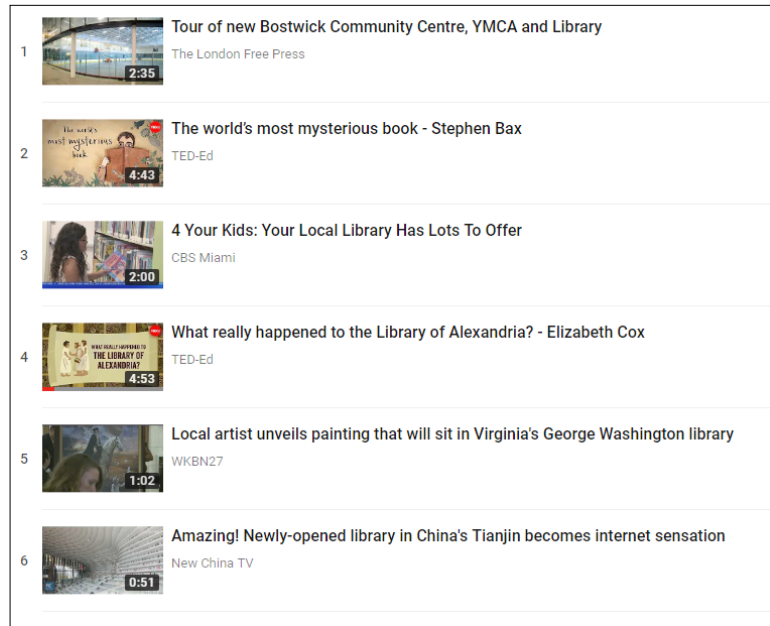 1
2:35
Tour of new Bostwick Community Centre, YMCA and Library
The London Free Press
2
The world's
most mysterious
book
4:43
The world’s most mysterious book - Stephen Bax
TED-Ed
3
2:00
4 Your Kids: Your Local Library Has Lots To Offer
CBS Miami
4
WHAT REALLY HAPPENED TO
THE LIBRARY OF
ALEXANDRIA?
4:53
What really happened to the Library of Alexandria? - Elizabeth Cox
TED-Ed
5
1:02
Local artist unveils painting that will sit in Virginia's George Washington library
WKBN27
6
0:51
Amazing! Newly-opened library in China's Tianjin becomes internet sensation
New China TV